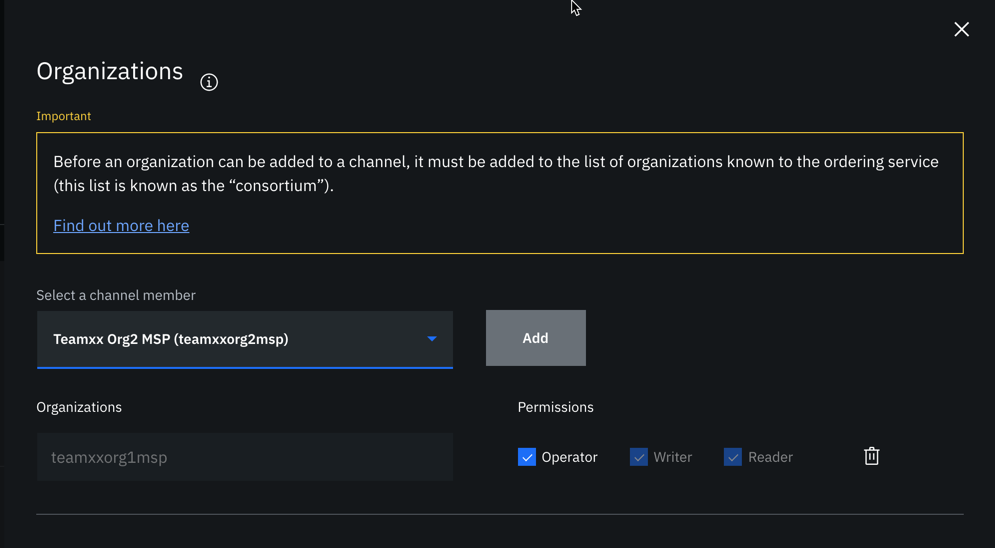 Organizations
Important
Before an organization can be added to a channel, it must be added to the list of organizations known to the ordering service
(this list is known as the “consortium”).
Find out more here
Select a channel member
Teamxx Org2 MSP (teamxxorg2msp)
Add
Organizations
Permissions
teamxxorg1msp
Operator
Writer
Reader